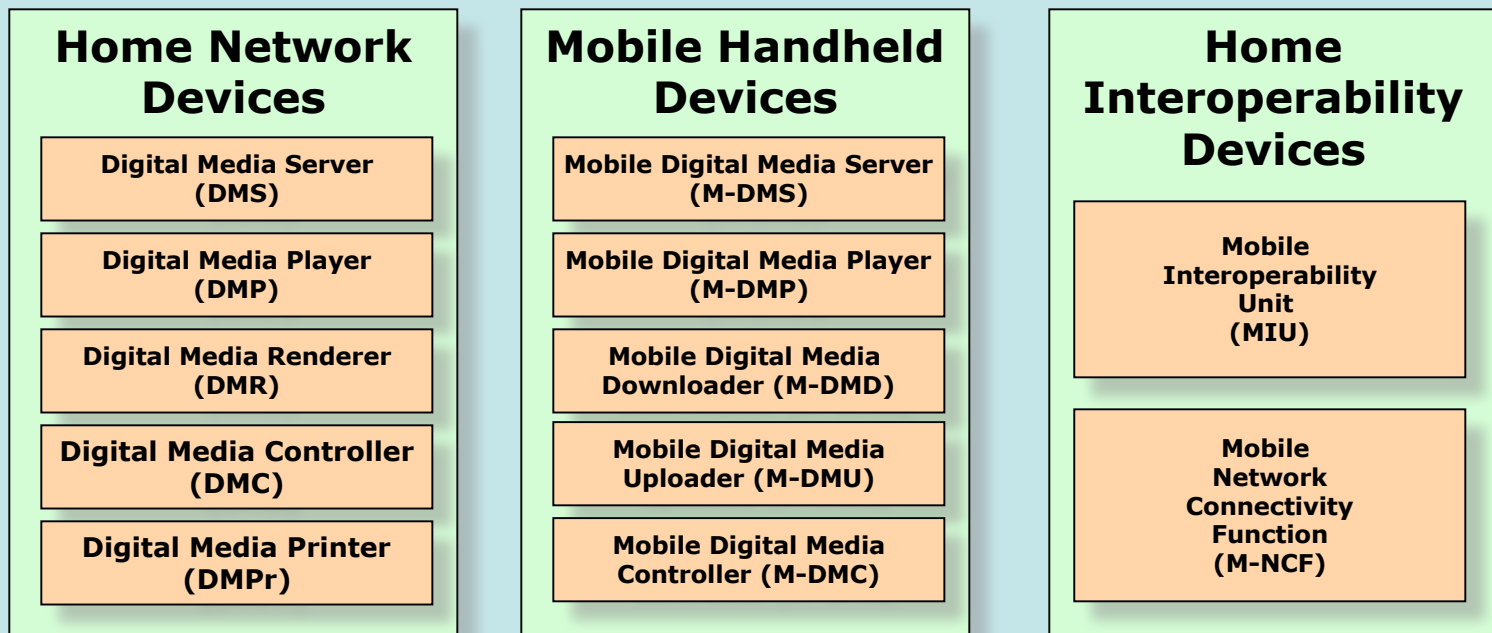 Home Network
Devices
Digital Media Server
(DMS)
Digital Media Player
(DMP)
Digital Media Renderer
(DMR)
Digital Media Controller
(DMC)
Digital Media Printer
(DMPr)
Mobile Handheld
Devices
Mobile Digital Media Server
(M-DMS)
Mobile Digital Media Player
(M-DMP)
Mobile Digital Media
Downloader (M-DMD)
Mobile Digital Media
Uploader (M-DMU)
Mobile Digital Media
Controller (M-DMC)
Home
Interoperability
Devices
Mobile
Interoperability
Unit
(MIU)
Mobile
Network
Connectivity
Function
(M-NCF)